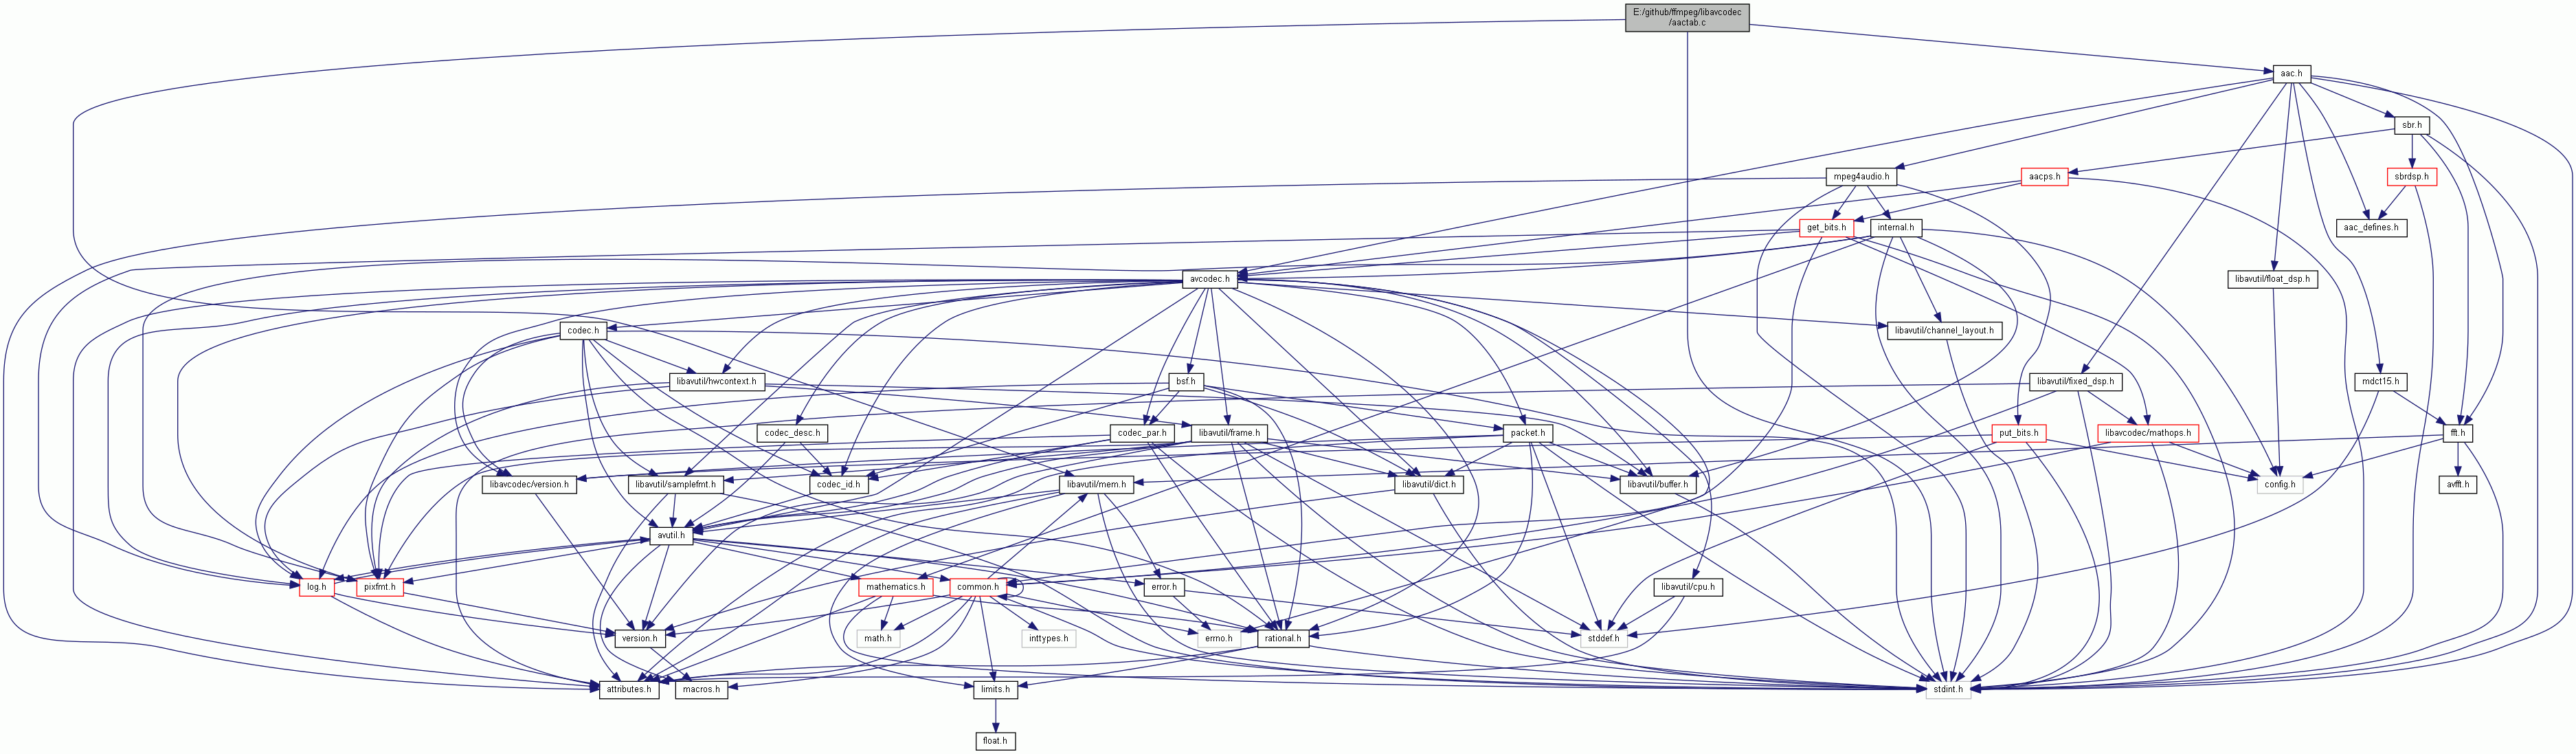 E:/github/ffmpeg/libavcodec
/aactab.c
aac.h
sbr.h
mpeg4audio.h
aacps.h
sbrdsp.h
get_bits.h
internal.h
aac_defines.h
avcodec.h
libavutil/float_dsp.h
codec.h
libavutil/channel_layout.h
libavutil/hwcontext.h
bsf.h
libavutil/fixed_dsp.h
mdct15.h
codec_desc.h
codec_par.h
libavutil/frame.h
packet.h
put_bits.h
libavcodec/mathops.h
fft.h
libavcodec/version.h
libavutil/samplefmt.h
codec_id.h
libavutil/mem.h
libavutil/dict.h
libavutil/buffer.h
config.h
avfft.h
avutil.h
log.h
pixfmt.h
mathematics.h
common.h
error.h
libavutil/cpu.h
version.h
math.h
inttypes.h
errno.h
rational.h
stddef.h
attributes.h
macros.h
limits.h
stdint.h
float.h